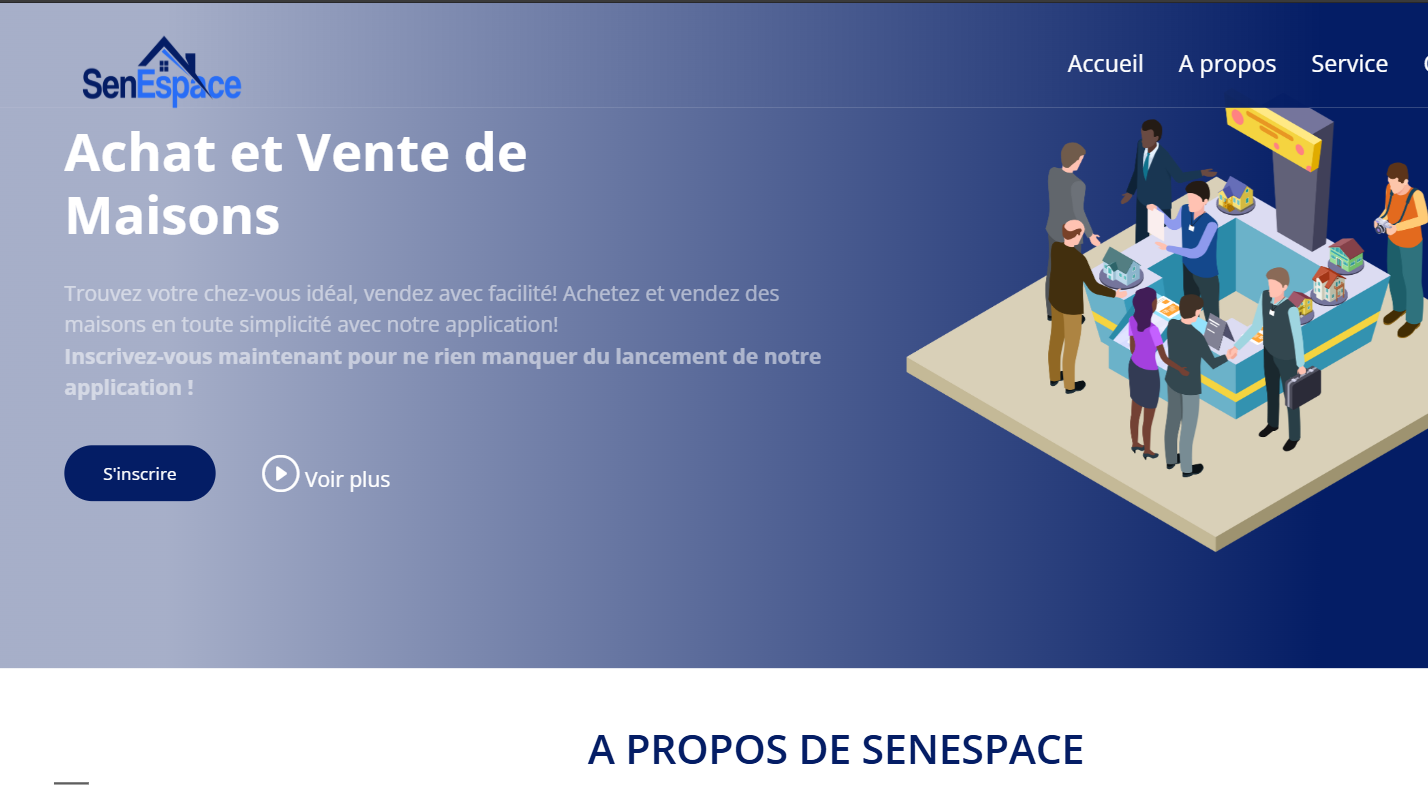 SenEspace
Accueil A propos Service
Achat et Vente de
Maisons
Trouvez votre chez-vous idéal, vendez avec facilité! Achetez et vendez des
maisons en toute simplicité avec notre application!
Inscrivez-vous maintenant pour ne rien manquer du lancement de notre
application !
S'inscrire Voir plus
A PROPOS DE SENESPACE